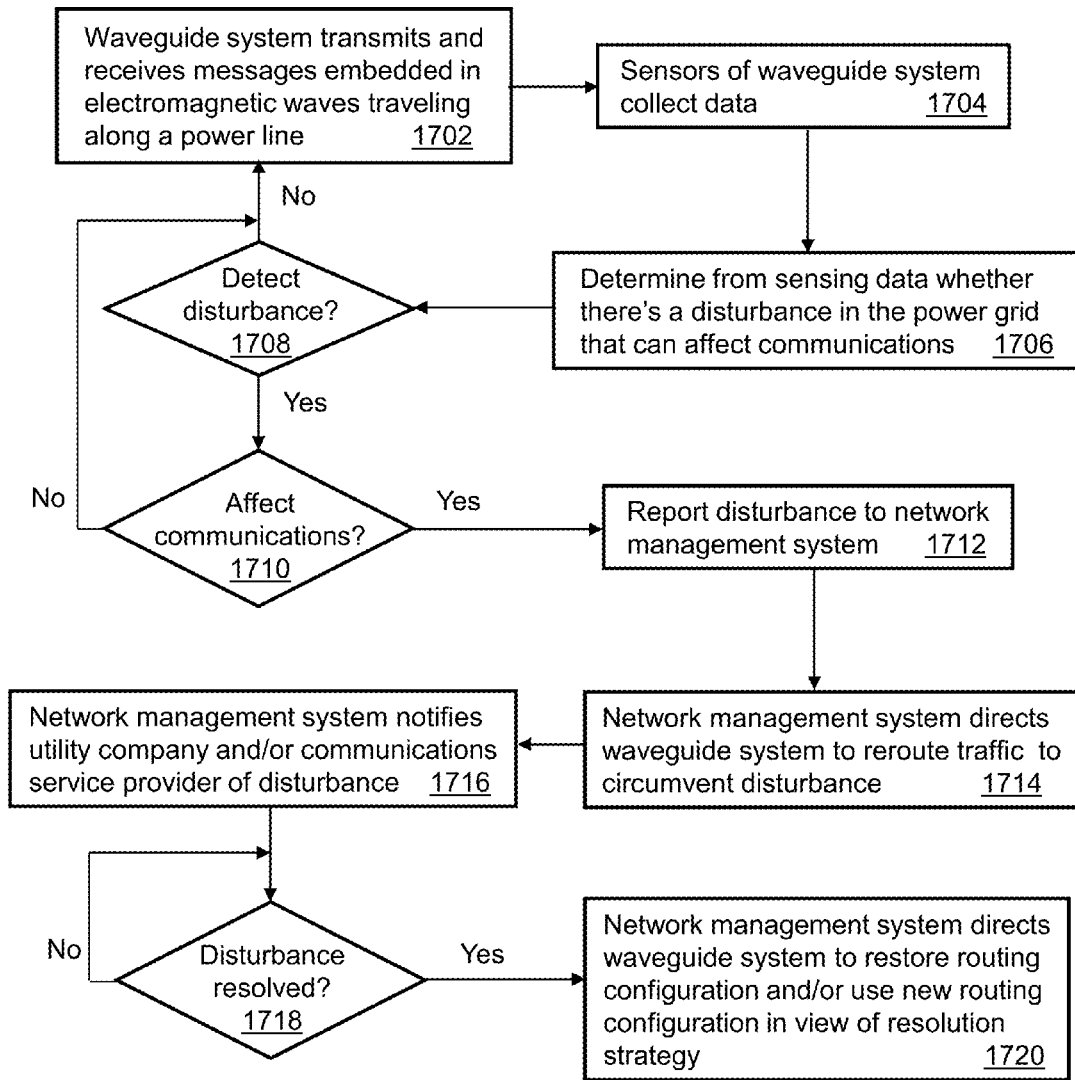 Waveguide system transmits and
receives messages embedded in
electromagnetic waves traveling
along a power line 1702
Sensors of waveguide system
collect data 1704
No
Detect
disturbance?
1708
Determine from sensing data whether
there's a disturbance in the power grid
that can affect communications 1706
Yes
No
Affect
communications?
1710
Yes
Report disturbance to network
management system 1712
Network management system notifies
utility company and/or communications
service provider of disturbance 1716
Network management system directs
waveguide system to reroute traffic to
circumvent disturbance 1714
No
Disturbance
resolved?
1718
Yes
Network management system directs
waveguide system to restore routing
configuration and/or use new routing
configuration in view of resolution
strategy 1720